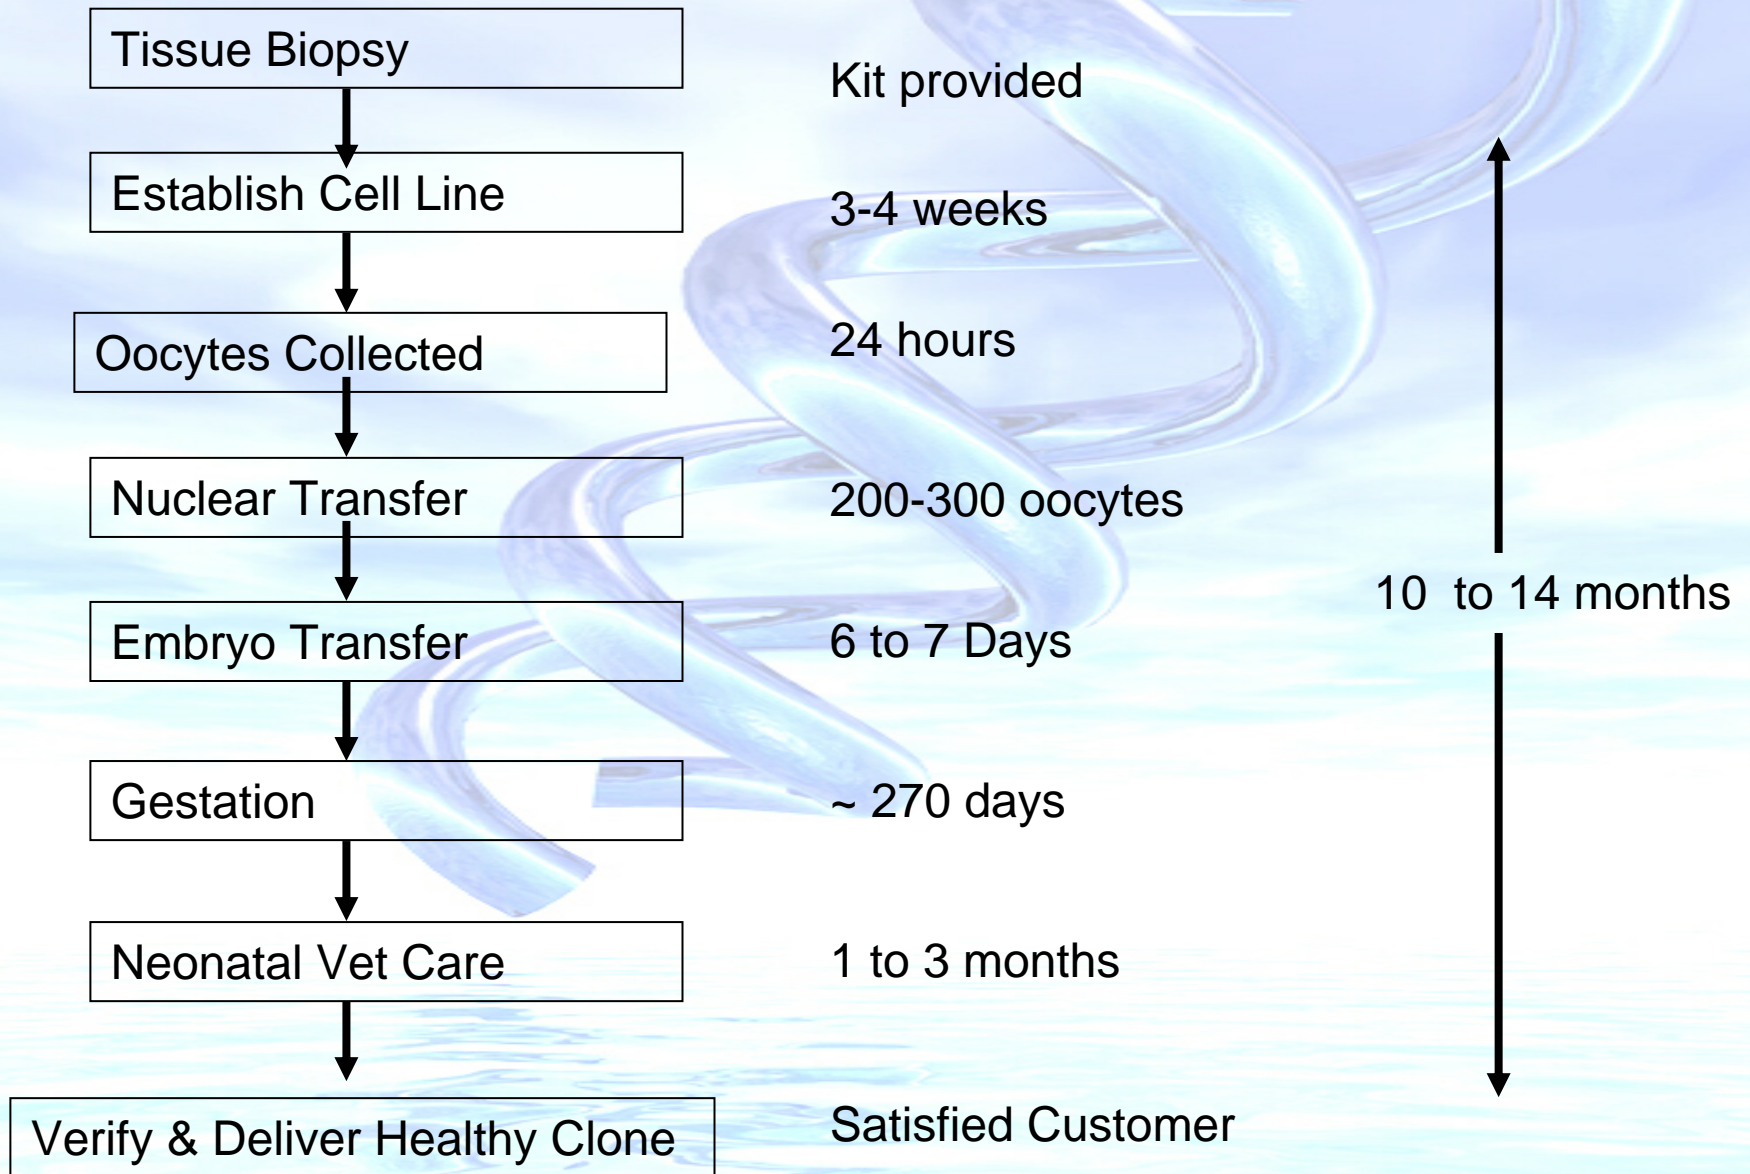 Tissue Biopsy
Kit provided
Establish Cell Line
3-4 weeks
Oocytes Collected
24 hours
Nuclear Transfer
200-300 oocytes
10  to 14 months
Embryo Transfer
6 to 7 Days
Gestation
~ 270 days
Neonatal Vet Care
1 to 3 months
Verify & Deliver Healthy Clone
Satisfied Customer